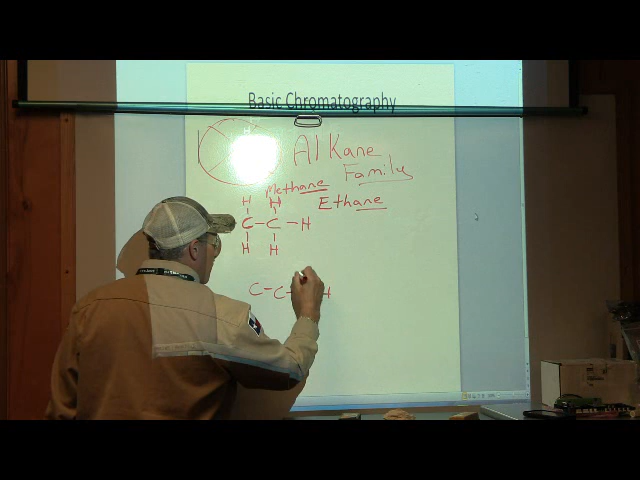 Basic Chromatography
H
Al Kane
Family
Methane
Ethane
H H
C - C - H
H H
C - C - H